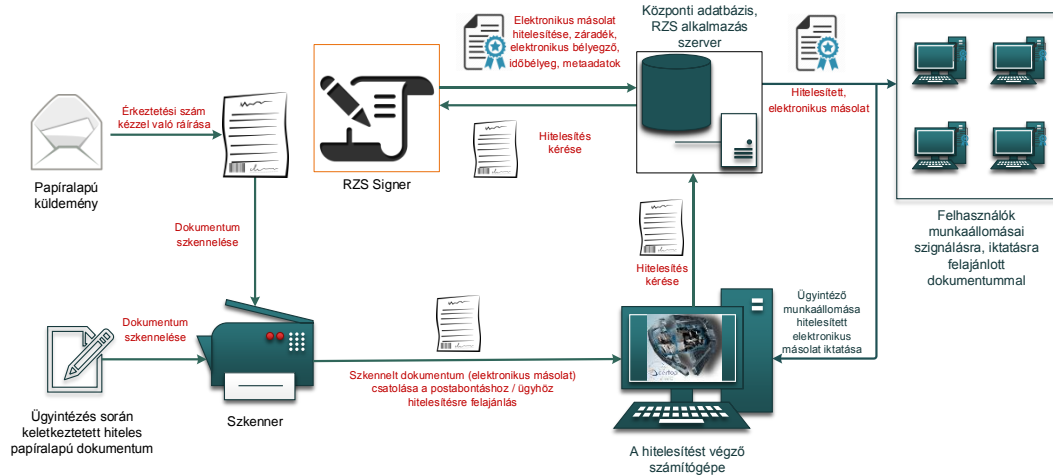 Elektronikus másolat
hitelesítése, záradék,
elektronikus bélyegző,
időbélyeg, metaadatok
Központi adatbázis,
RZS alkalmazás
szerver
Érkeztetési szám
kézzel való ráírása
Hitelesített,
elektronikus másolat
Hitelesítés
kérése
Papíralapú
küldemény
RZS Signer
Felhasználók
munkaállomásai
szignálásra, iktatásra
felajánlott
dokumentummal
Dokumentum
szkennelése
Hitelesítés
kérése
Ügyintéző
munkaállomása
hitelesített
elektronikus
másolat iktatása
Dokumentum
szkennelése
Szkennelt dokumentum (elektronikus másolat)
csatolása a postabontáshoz / ügyhöz
hitelesítésre felajánlás
Ügyintézés során
keletkeztetett hiteles
papíralapú dokumentum
Szkenner
A hitelesítést végző
számítógépe